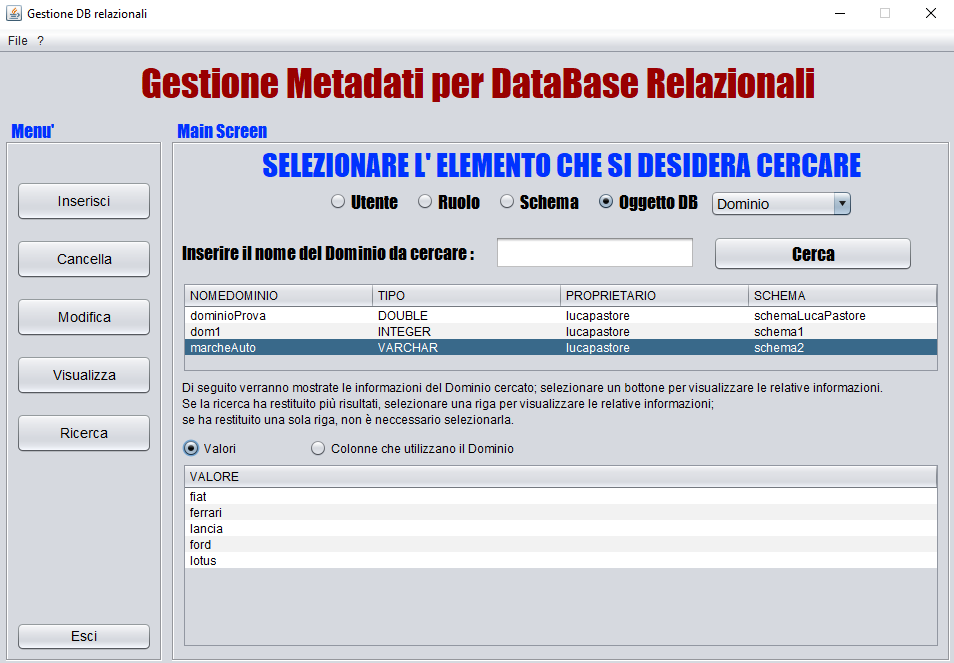 Gestione DB relazionali
File ?
Gestione Metadati per DataBase Relazionali
Menu'
Main Screen
Inserisci
Cancella
Modifica
Visualizza
Ricerca
Esci
SELEZIONARE L' ELEMENTO CHE SI DESIDERA CERCARE
Utente Ruolo Schema Oggetto DB Dominio
Inserire il nome del Dominio da cercare : Cerca
NOMEDOMINIO TIPO PROPRIETARIO SCHEMA
dominioProva DOUBLE lucapastore schemaLucaPastore
dom1 INTEGER lucapastore schema1
marcheAuto VARCHAR lucapastore schema2
Di seguito verranno mostrate le informazioni del Dominio cercato; selezionare un bottone per visualizzare le relative informazioni.
Se la ricerca ha restituito più risultati, selezionare una riga per visualizzare le relative informazioni;
se ha restituito una sola riga, non è neccessario selezionarla.
Valori Colonne che utilizzano il Dominio
VALORE
fiat
ferrari
lancia
ford
lotus